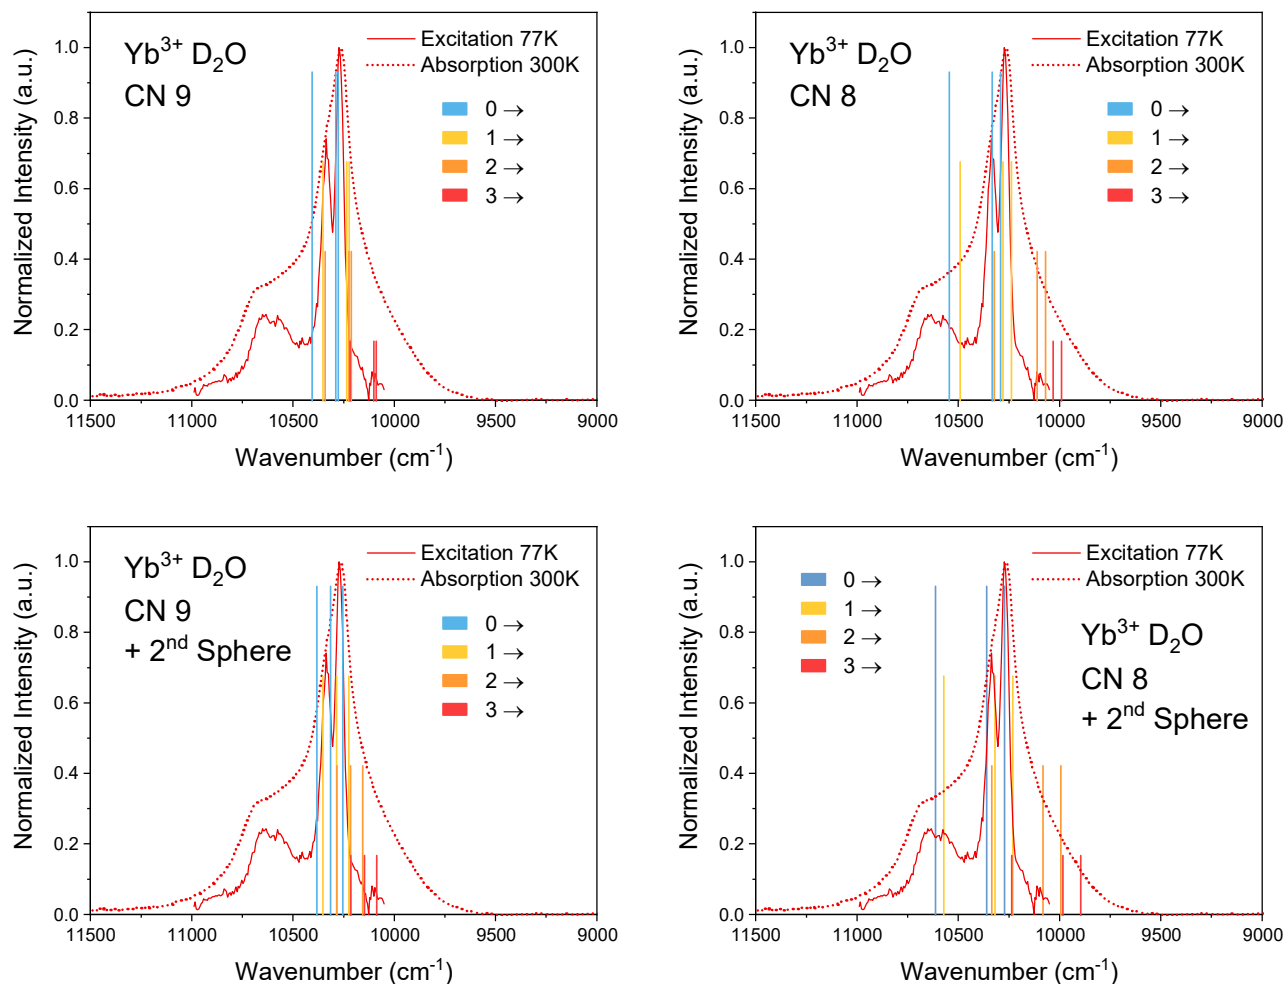 Normalized Intensity (a.u.)
1.0
0.8
0.6
0.4
0.2
0.0
Yb³⁺ D₂O
CN 9
Excitation 77K
Absorption 300K
0 →
1 →
2 →
3 →
11500 11000 10500 10000 9500 9000
Wavenumber (cm⁻¹)
Normalized Intensity (a.u.)
1.0
0.8
0.6
0.4
0.2
0.0
Yb³⁺ D₂O
CN 8
Excitation 77K
Absorption 300K
0 →
1 →
2 →
3 →
11500 11000 10500 10000 9500 9000
Wavenumber (cm⁻¹)
Normalized Intensity (a.u.)
1.0
0.8
0.6
0.4
0.2
0.0
Yb³⁺ D₂O
CN 9
+ 2ⁿᵈ Sphere
Excitation 77K
Absorption 300K
0 →
1 →
2 →
3 →
11500 11000 10500 10000 9500 9000
Wavenumber (cm⁻¹)
Normalized Intensity (a.u.)
1.0
0.8
0.6
0.4
0.2
0.0
0 →
1 →
2 →
3 →
Excitation 77K
Absorption 300K
Yb³⁺ D₂O
CN 8
+ 2ⁿᵈ Sphere
11500 11000 10500 10000 9500 9000
Wavenumber (cm⁻¹)